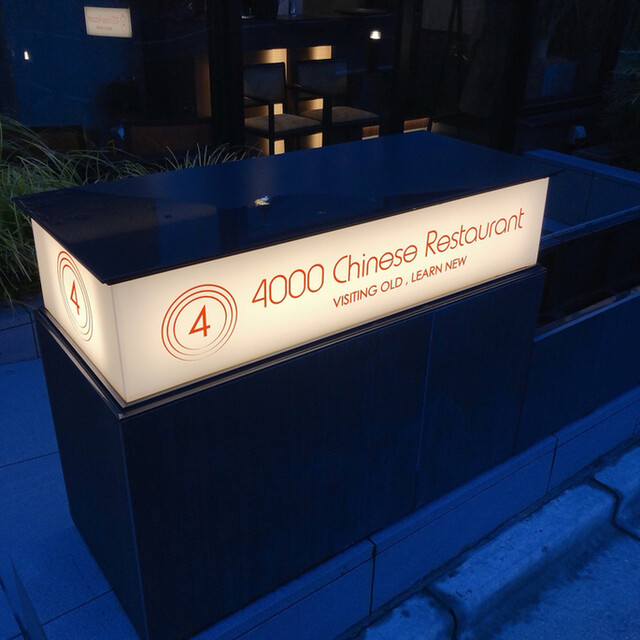 4
4 4000 Chinese Restaurant
VISITING OLD , LEARN NEW